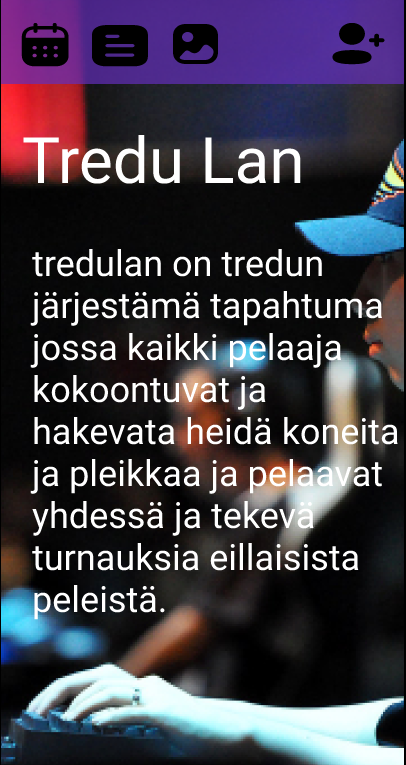 Tredu Lan
tredulan on tredun
järjestämä tapahtuma
jossa kaikki pelaaja
kokoontuvat ja
hakevata heidä koneita
ja pleikkaa ja pelaavat
yhdessä ja tekevä
turnauksia eillaisista
peleistä.